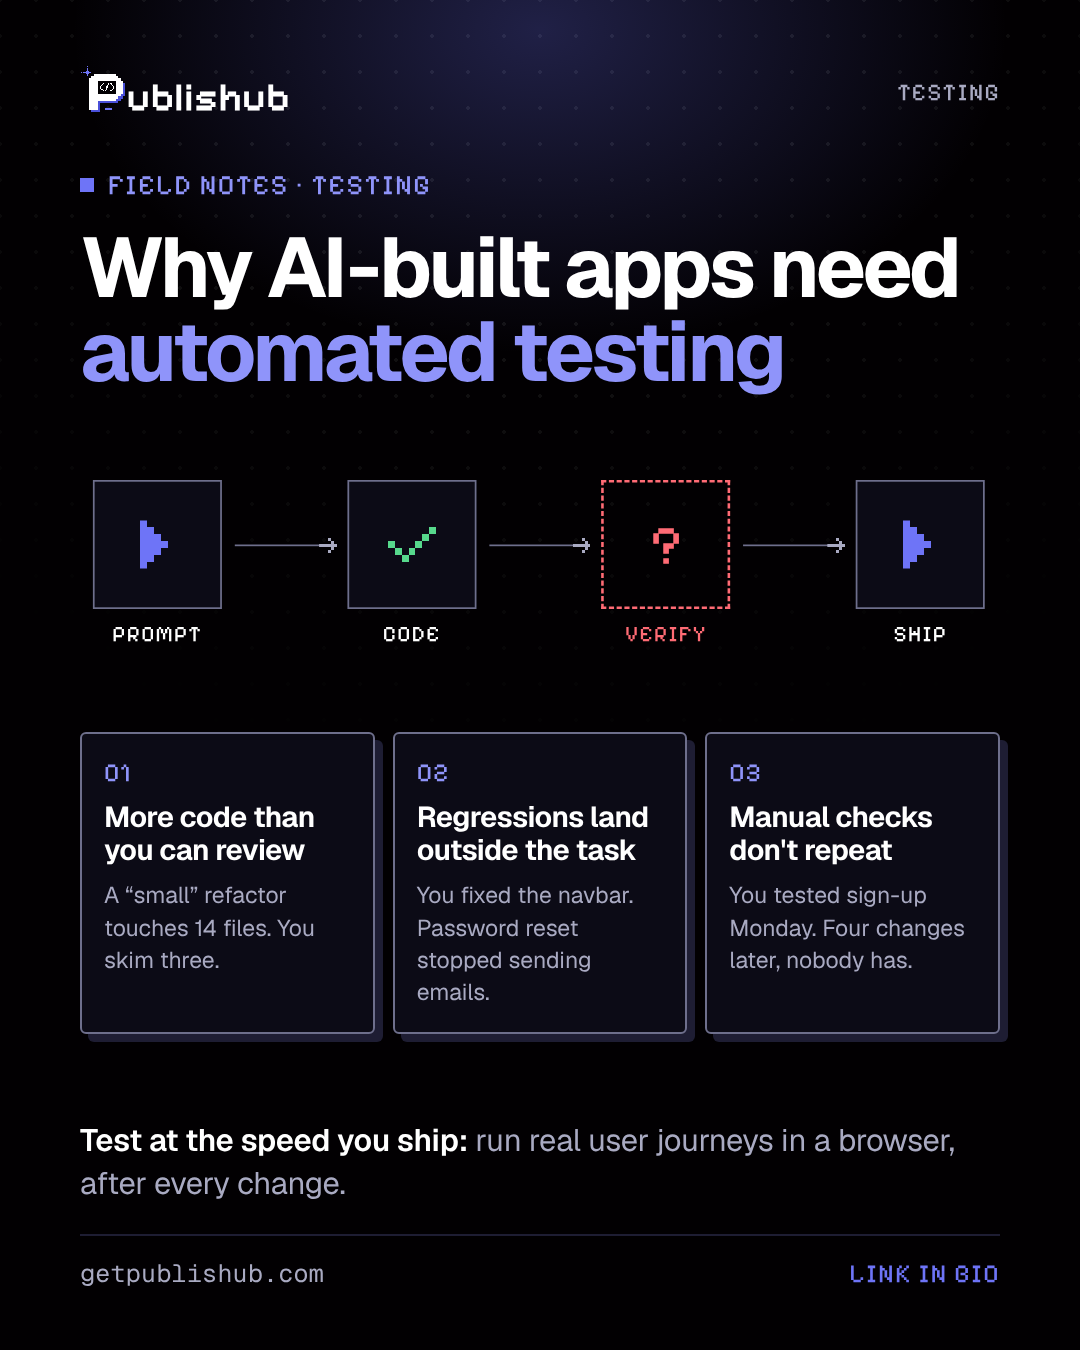 Publishub
TESTING
FIELD NOTES · TESTING
Why AI-built apps need
automated testing
?
PROMPT
CODE
VERIFY
SHIP
01
More code than
you can review
A “small” refactor
touches 14 files. You
skim three.
02
Regressions land
outside the task
You fixed the navbar.
Password reset
stopped sending
emails.
03
Manual checks
don't repeat
You tested sign-up
Monday. Four changes
later, nobody has.
Test at the speed you ship: run real user journeys in a browser,
after every change.
getpublishub.com
LINK IN BIO